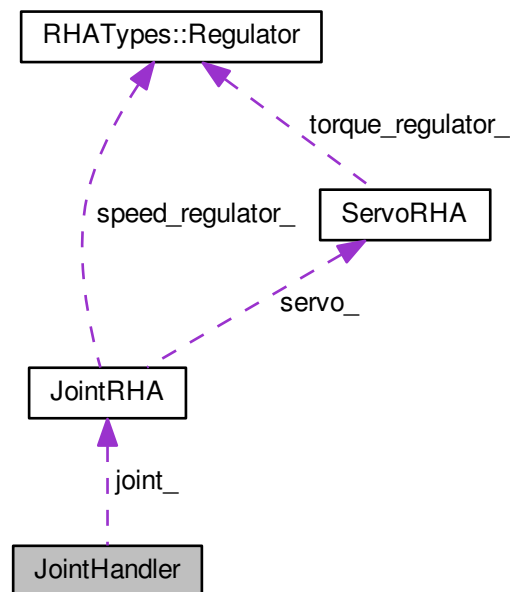 RHATypes::Regulator
torque_regulator_
speed_regulator_
ServoRHA
servo_
JointRHA
joint_
JointHandler